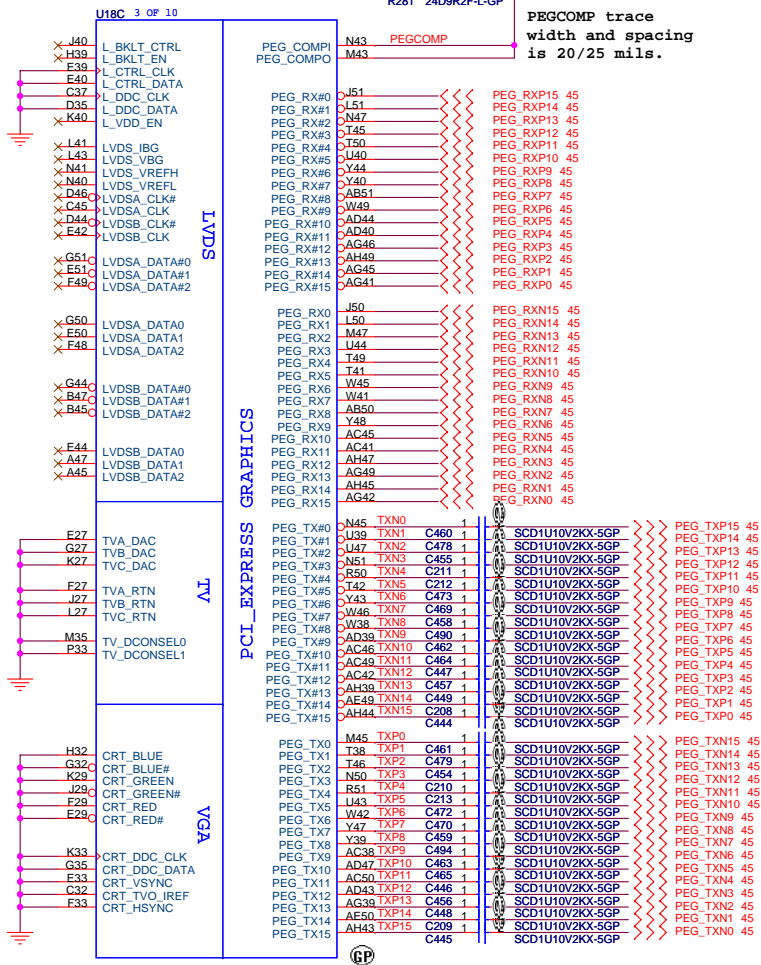 R281 24D9R2F-L-GP
U18C 3 OF 10
PEGCOMP trace
width and spacing
is 20/25 mils.
J40 L_BKLT_CTRL
H39 L_BKLT_EN
E39 L_CTRL_CLK
E40 L_CTRL_DATA
C37 L_DDC_CLK
D35 L_DDC_DATA
K40 L_VDD_EN
L41 LVDS_IBG
L43 LVDS_VBG
N41 LVDS_VREFH
N40 LVDS_VREFL
D46 LVDSA_CLK#
C45 LVDSA_CLK
D44 LVDSB_CLK#
E42 LVDSB_CLK
G51 LVDSA_DATA#0
E51 LVDSA_DATA#1
F49 LVDSA_DATA#2
G50 LVDSA_DATA0
E50 LVDSA_DATA1
F48 LVDSA_DATA2
G44 LVDSB_DATA#0
B47 LVDSB_DATA#1
B45 LVDSB_DATA#2
E44 LVDSB_DATA0
A47 LVDSB_DATA1
A45 LVDSB_DATA2
LVDS
E27 TVA_DAC
G27 TVB_DAC
K27 TVC_DAC
F27 TVA_RTN
J27 TVB_RTN
L27 TVC_RTN
M35 TV_DCONSEL0
P33 TV_DCONSEL1
TV
H32 CRT_BLUE
G32 CRT_BLUE#
K29 CRT_GREEN
J29 CRT_GREEN#
F29 CRT_RED
E29 CRT_RED#
K33 CRT_DDC_CLK
G35 CRT_DDC_DATA
E33 CRT_VSYNC
C32 CRT_TVO_IREF
F33 CRT_HSYNC
VGA
PCI_EXPRESS GRAPHICS
PEG_COMPI N43 PEGCOMP
PEG_COMPO M43
PEG_RX#0 J51 PEG_RXP15 45
PEG_RX#1 L51 PEG_RXP14 45
PEG_RX#2 N47 PEG_RXP13 45
PEG_RX#3 T45 PEG_RXP12 45
PEG_RX#4 T50 PEG_RXP11 45
PEG_RX#5 U40 PEG_RXP10 45
PEG_RX#6 Y44 PEG_RXP9 45
PEG_RX#7 Y40 PEG_RXP8 45
PEG_RX#8 AB51 PEG_RXP7 45
PEG_RX#9 W49 PEG_RXP6 45
PEG_RX#10 AD44 PEG_RXP5 45
PEG_RX#11 AD40 PEG_RXP4 45
PEG_RX#12 AG46 PEG_RXP3 45
PEG_RX#13 AH49 PEG_RXP2 45
PEG_RX#14 AG45 PEG_RXP1 45
PEG_RX#15 AG41 PEG_RXP0 45
PEG_RX0 J50 PEG_RXN15 45
PEG_RX1 L50 PEG_RXN14 45
PEG_RX2 M47 PEG_RXN13 45
PEG_RX3 U44 PEG_RXN12 45
PEG_RX4 T49 PEG_RXN11 45
PEG_RX5 T41 PEG_RXN10 45
PEG_RX6 W45 PEG_RXN9 45
PEG_RX7 W41 PEG_RXN8 45
PEG_RX8 AB50 PEG_RXN7 45
PEG_RX9 Y48 PEG_RXN6 45
PEG_RX10 AC45 PEG_RXN5 45
PEG_RX11 AC41 PEG_RXN4 45
PEG_RX12 AH47 PEG_RXN3 45
PEG_RX13 AG49 PEG_RXN2 45
PEG_RX14 AH45 PEG_RXN1 45
PEG_RX15 AG42 PEG_RXN0 45
PEG_TX#0 N45 TXN0 C460 1 SCD1U10V2KX-5GP PEG_TXP15 45
PEG_TX#1 U39 TXN1 C478 1 SCD1U10V2KX-5GP PEG_TXP14 45
PEG_TX#2 U47 TXN2 C455 1 SCD1U10V2KX-5GP PEG_TXP13 45
PEG_TX#3 N51 TXN3 C211 1 SCD1U10V2KX-5GP PEG_TXP12 45
PEG_TX#4 R50 TXN4 C212 1 SCD1U10V2KX-5GP PEG_TXP11 45
PEG_TX#5 T42 TXN5 C473 1 SCD1U10V2KX-5GP PEG_TXP10 45
PEG_TX#6 Y43 TXN6 C469 1 SCD1U10V2KX-5GP PEG_TXP9 45
PEG_TX#7 W46 TXN7 C458 1 SCD1U10V2KX-5GP PEG_TXP8 45
PEG_TX#8 W38 TXN8 C490 1 SCD1U10V2KX-5GP PEG_TXP7 45
PEG_TX#9 AD39 TXN9 C462 1 SCD1U10V2KX-5GP PEG_TXP6 45
PEG_TX#10 AC46 TXN10 C464 1 SCD1U10V2KX-5GP PEG_TXP5 45
PEG_TX#11 AC49 TXN11 C447 1 SCD1U10V2KX-5GP PEG_TXP4 45
PEG_TX#12 AC42 TXN12 C457 1 SCD1U10V2KX-5GP PEG_TXP3 45
PEG_TX#13 AH39 TXN13 C449 1 SCD1U10V2KX-5GP PEG_TXP2 45
PEG_TX#14 AE49 TXN14 C208 1 SCD1U10V2KX-5GP PEG_TXP1 45
PEG_TX#15 AH44 TXN15 C444 1 SCD1U10V2KX-5GP PEG_TXP0 45
PEG_TX0 M45 TXP0 C461 1 SCD1U10V2KX-5GP PEG_TXN15 45
PEG_TX1 T38 TXP1 C479 1 SCD1U10V2KX-5GP PEG_TXN14 45
PEG_TX2 T46 TXP2 C454 1 SCD1U10V2KX-5GP PEG_TXN13 45
PEG_TX3 N50 TXP3 C210 1 SCD1U10V2KX-5GP PEG_TXN12 45
PEG_TX4 R51 TXP4 C213 1 SCD1U10V2KX-5GP PEG_TXN11 45
PEG_TX5 U43 TXP5 C472 1 SCD1U10V2KX-5GP PEG_TXN10 45
PEG_TX6 W42 TXP6 C470 1 SCD1U10V2KX-5GP PEG_TXN9 45
PEG_TX7 Y47 TXP7 C459 1 SCD1U10V2KX-5GP PEG_TXN8 45
PEG_TX8 Y39 TXP8 C494 1 SCD1U10V2KX-5GP PEG_TXN7 45
PEG_TX9 AC38 TXP9 C463 1 SCD1U10V2KX-5GP PEG_TXN6 45
PEG_TX10 AD47 TXP10 C465 1 SCD1U10V2KX-5GP PEG_TXN5 45
PEG_TX11 AC50 TXP11 C446 1 SCD1U10V2KX-5GP PEG_TXN4 45
PEG_TX12 AD43 TXP12 C456 1 SCD1U10V2KX-5GP PEG_TXN3 45
PEG_TX13 AG39 TXP13 C448 1 SCD1U10V2KX-5GP PEG_TXN2 45
PEG_TX14 AE50 TXP14 C209 1 SCD1U10V2KX-5GP PEG_TXN1 45
PEG_TX15 AH43 TXP15 C445 1 SCD1U10V2KX-5GP PEG_TXN0 45
GP